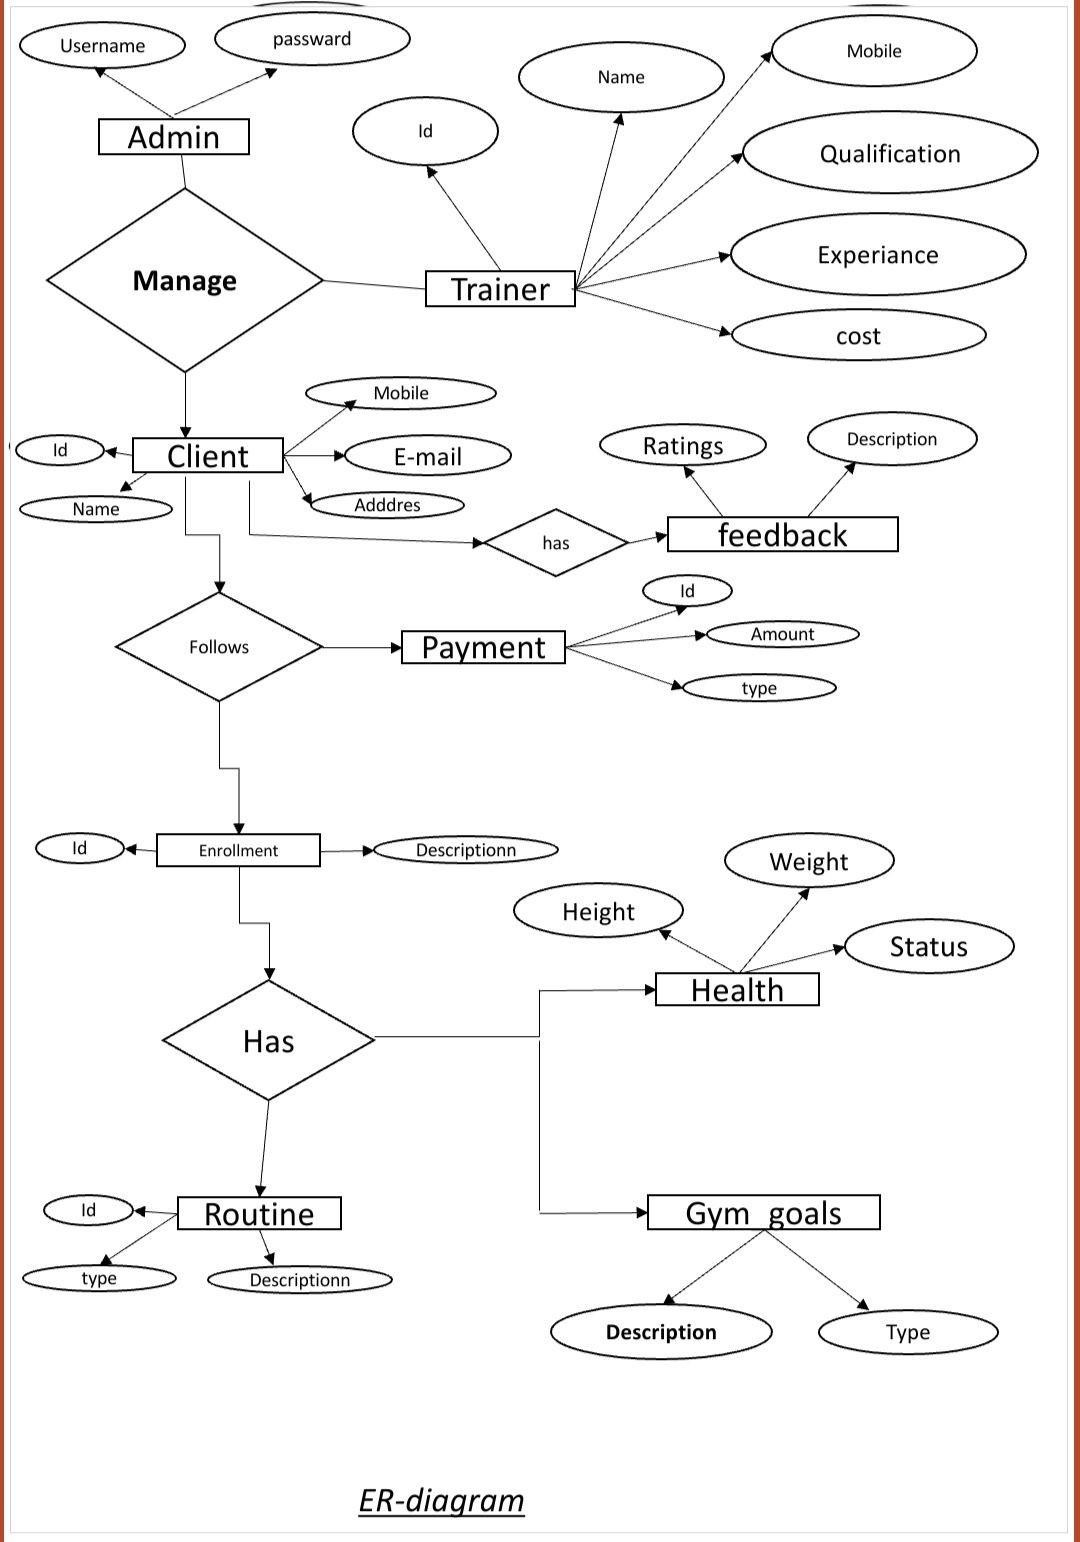 Username
passward
Name
Mobile
Id
Admin
Qualification
Experiance
Manage
Trainer
cost
Mobile
Id
Client
E-mail
Ratings
Description
Name
Adddres
has
feedback
Id
Follows
Payment
Amount
type
Id
Enrollment
Descriptionn
Weight
Height
Status
Health
Has
Id
Routine
Gym goals
type
Descriptionn
Description
Type
ER-diagram